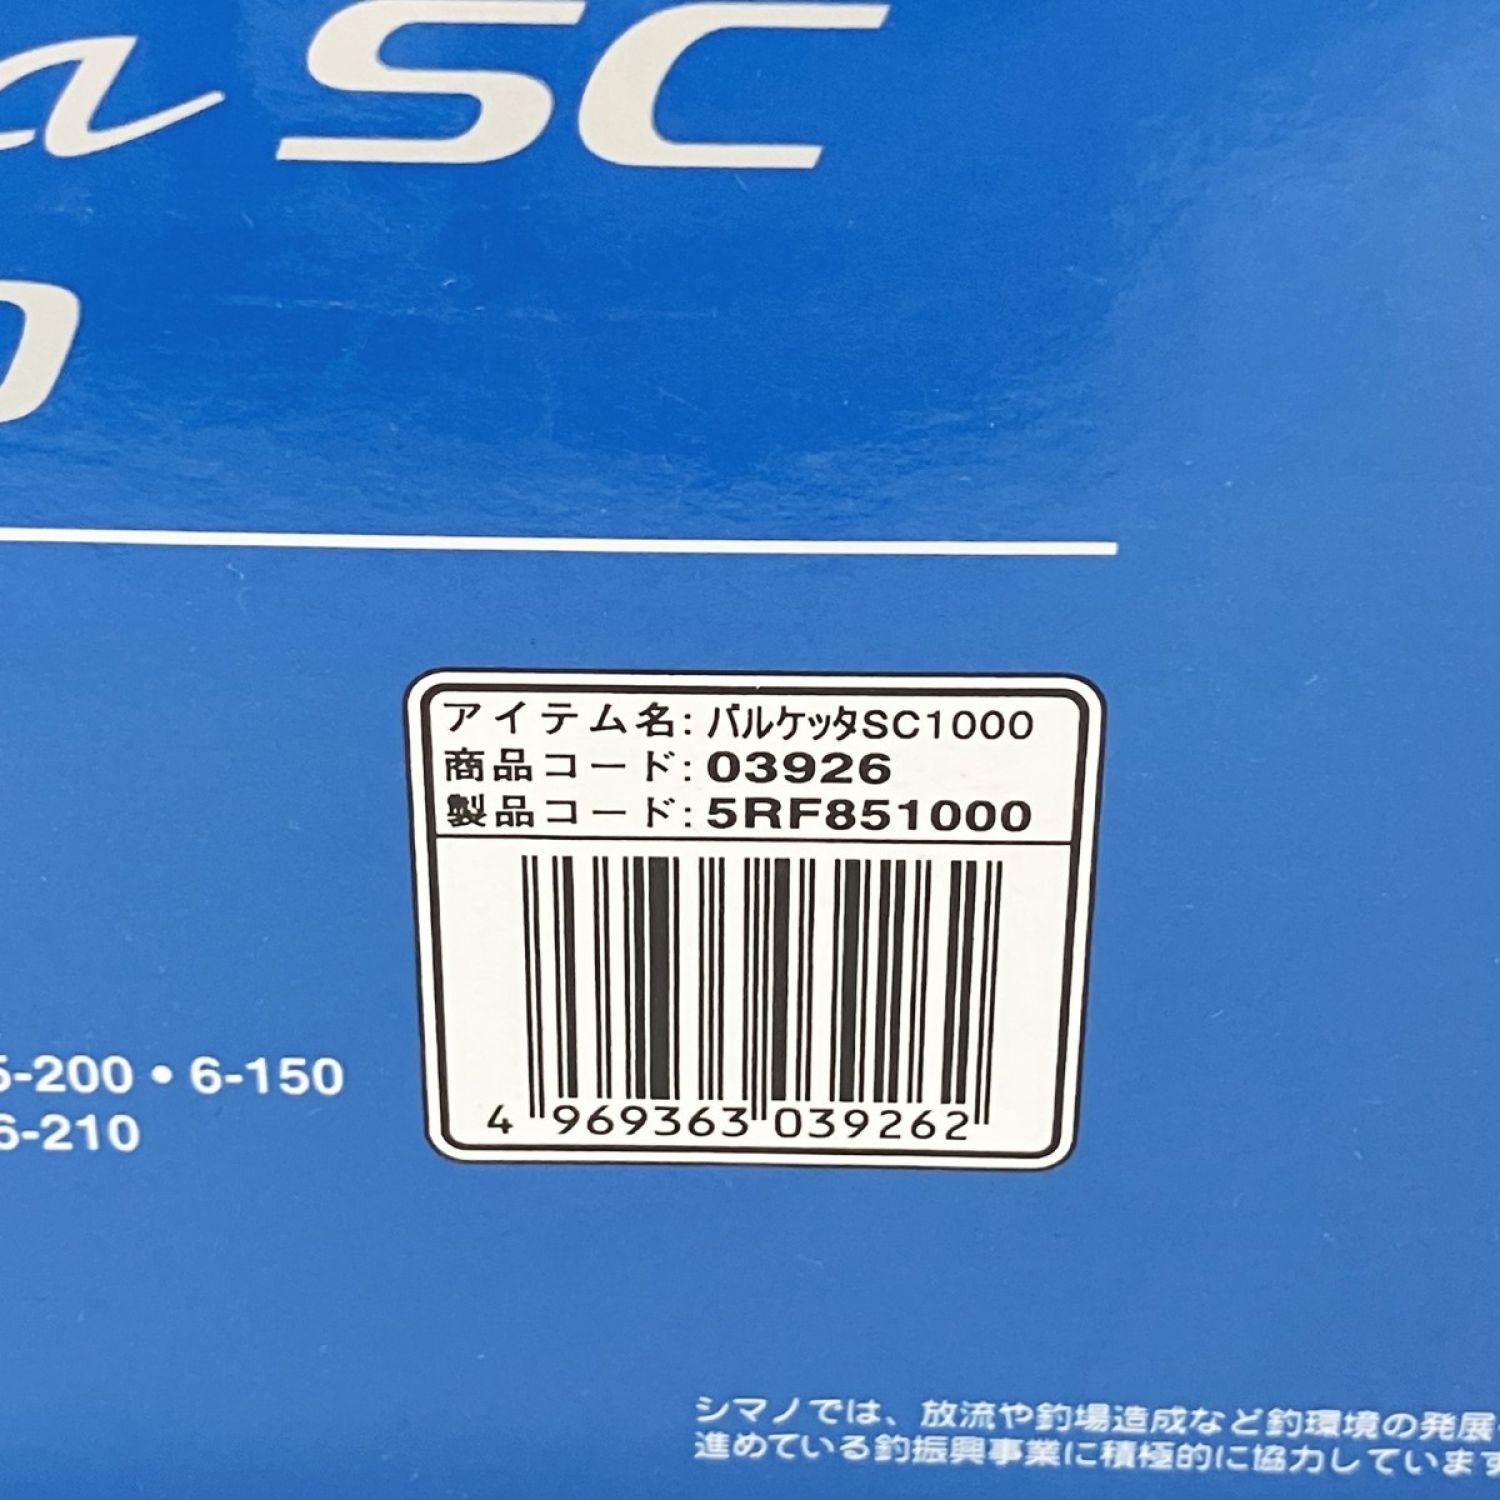 a SC
0
アイテム名: バルケッタSC1000
商品コード: 03926
製品コード: 5RF851000
4 969363 039262
5-200・6-150
6-210
シマノでは、放流や釣場造成など釣環境の発展
進めている釣振興事業に積極的に協力しています